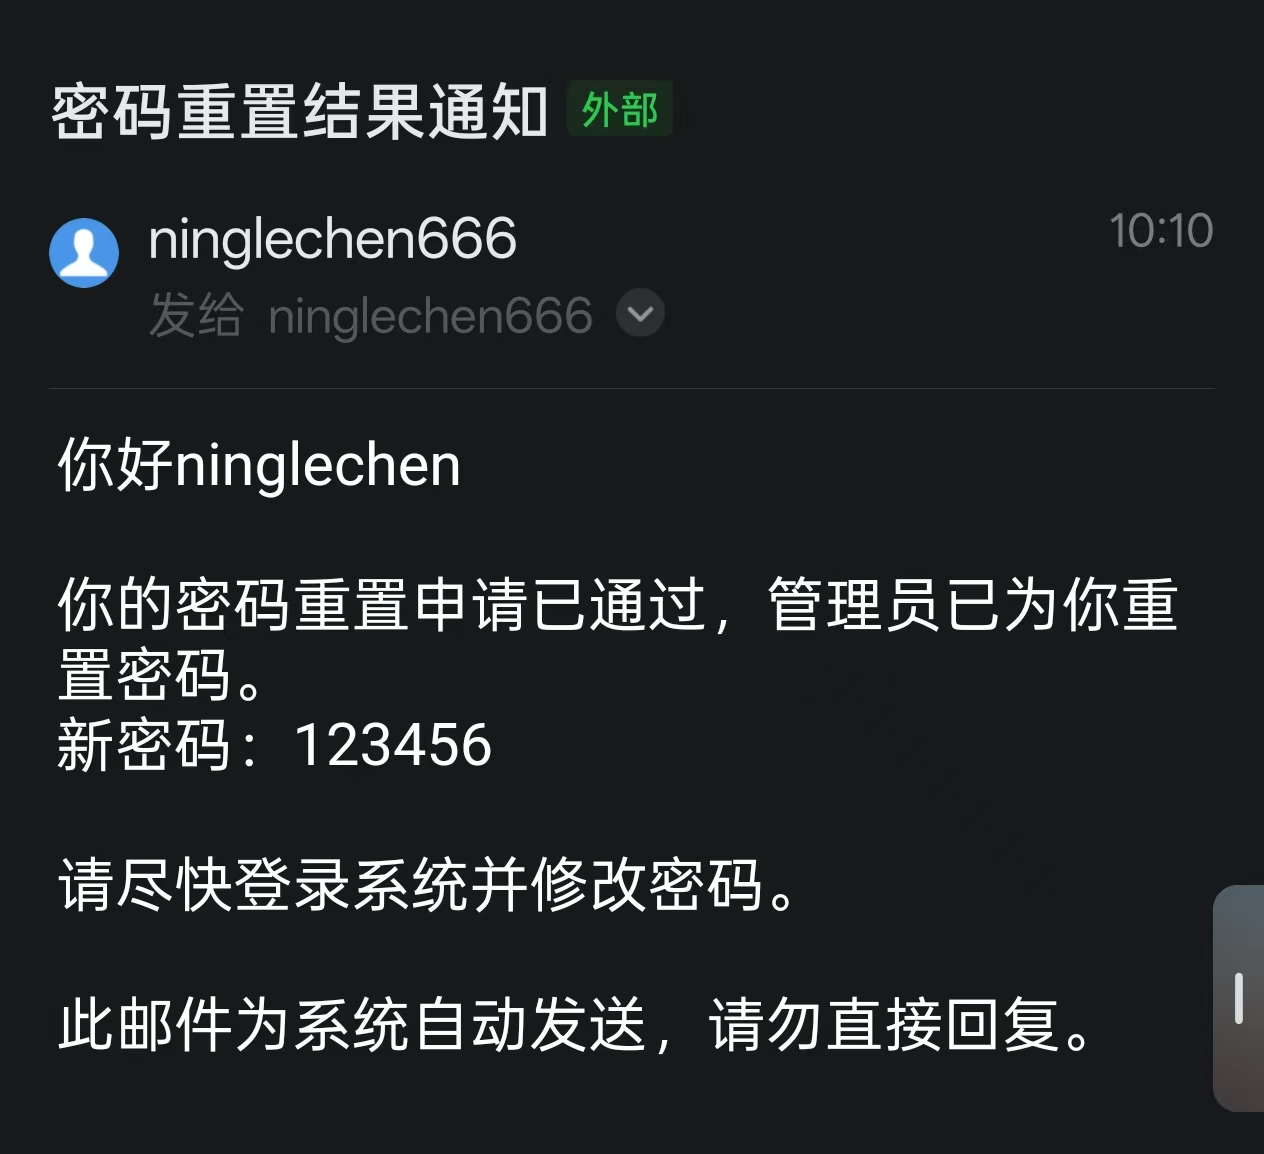 密码重置结果通知 外部
ninglechen666 10:10
发给 ninglechen666
你好ninglechen
你的密码重置申请已通过，管理员已为你重
置密码。
新密码：123456
请尽快登录系统并修改密码。
此邮件为系统自动发送，请勿直接回复。